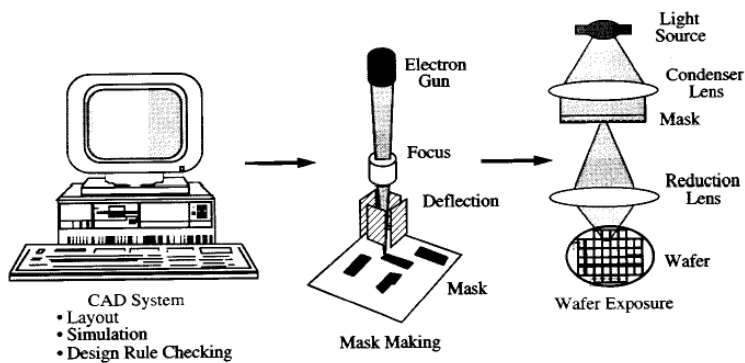 CAD System
• Layout
• Simulation
• Design Rule Checking
Electron
Gun
Focus
Deflection
Mask
Mask Making
Light
Source
Condenser
Lens
Mask
Reduction
Lens
Wafer
Wafer Exposure